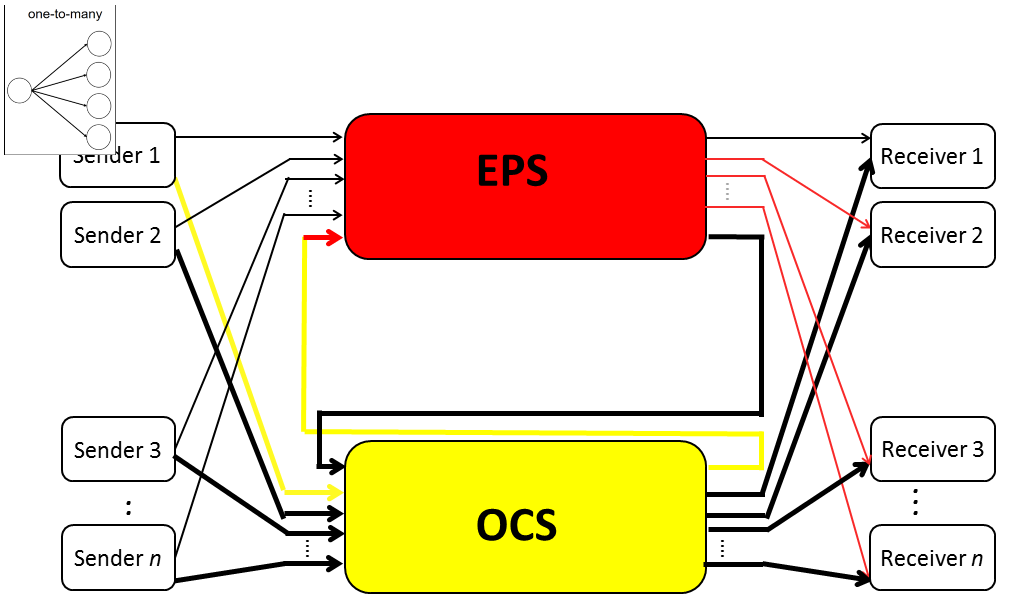 one-to-many
Sender 1
EPS
Receiver 1
Sender 2
Receiver 2
Sender 3
Receiver 3
OCS
Sender n
Receiver n